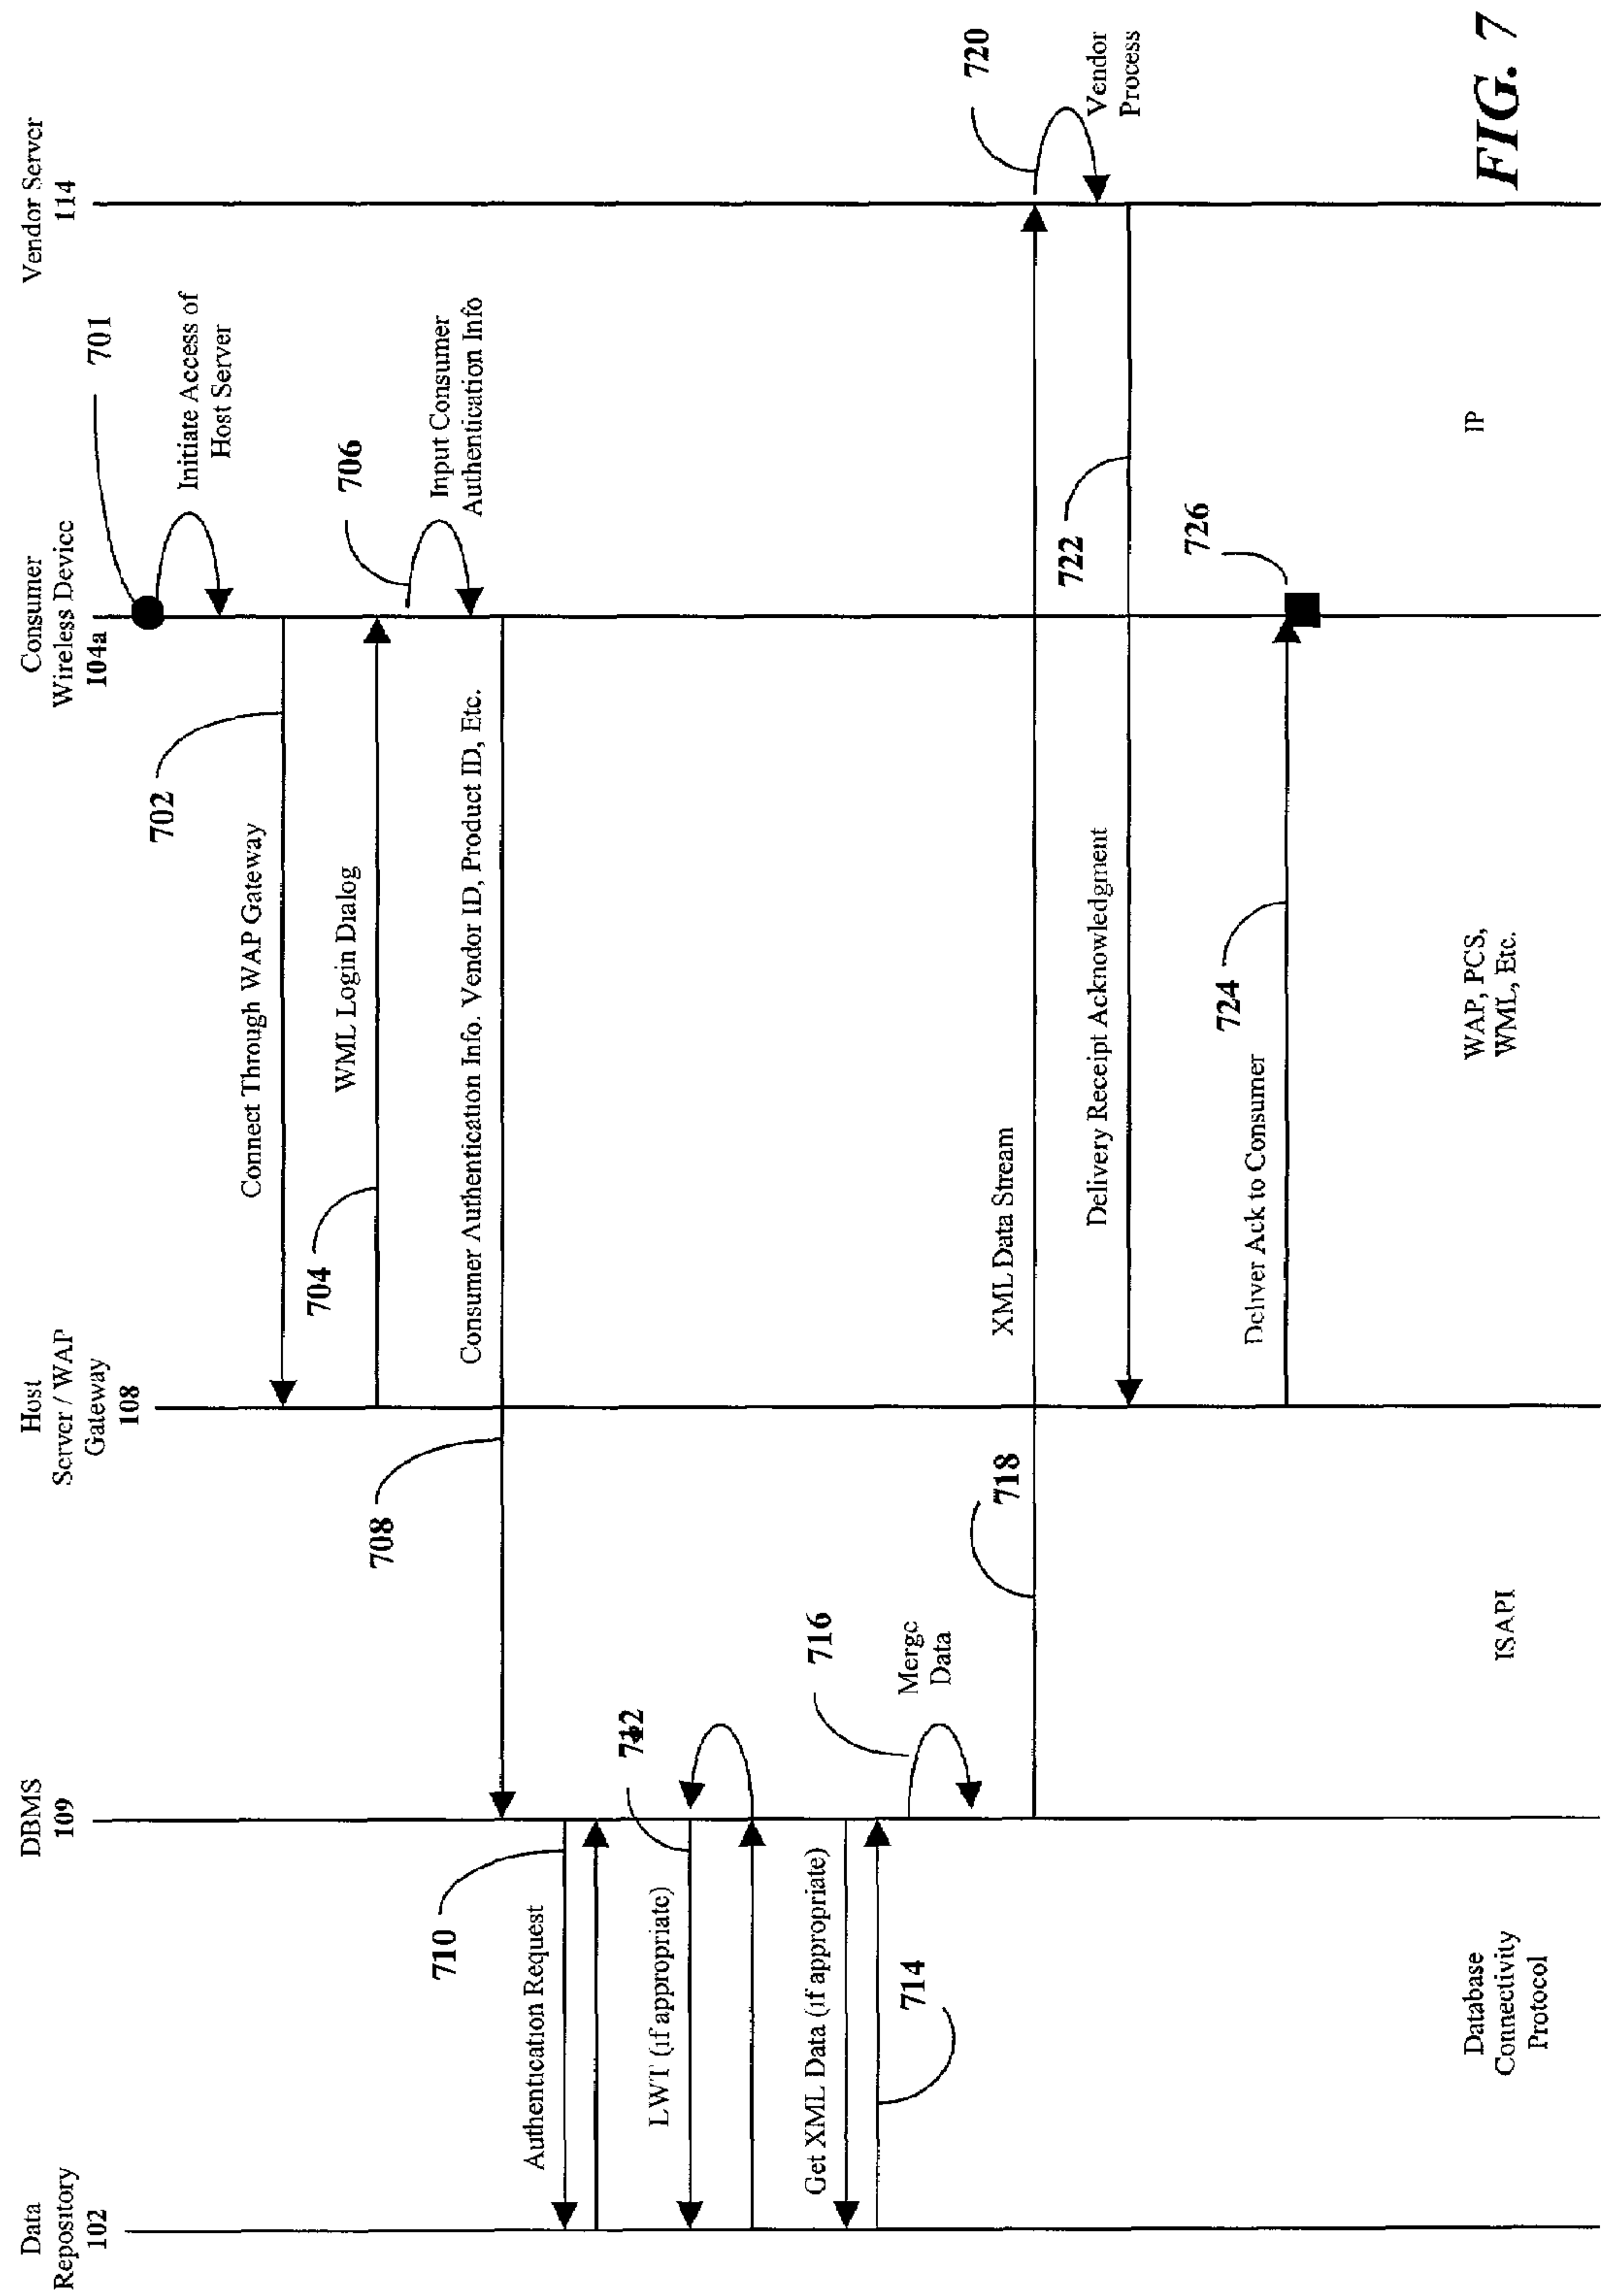 Data
Repository
102
DBMS
109
Host
Server / WAP
Gateway
108
Consumer
Wireless Device
104a
Vendor Server
114
701
Initiate Access of
Host Server
702
Connect Through WAP Gateway
704
WML Login Dialog
706
Input Consumer
Authentication Info
Consumer Authentication Info. Vendor ID, Product ID, Etc.
708
710
Authentication Request
712
LWT (if appropriate)
Get XML Data (if appropriate)
714
716
Merge
Data
718
XML Data Stream
720
Vendor
Process
722
Delivery Receipt Acknowledgment
724
Deliver Ack to Consumer
726
Database
Connectivity
Protocol
ISAPI
WAP, PCS,
WML, Etc.
IP
FIG. 7